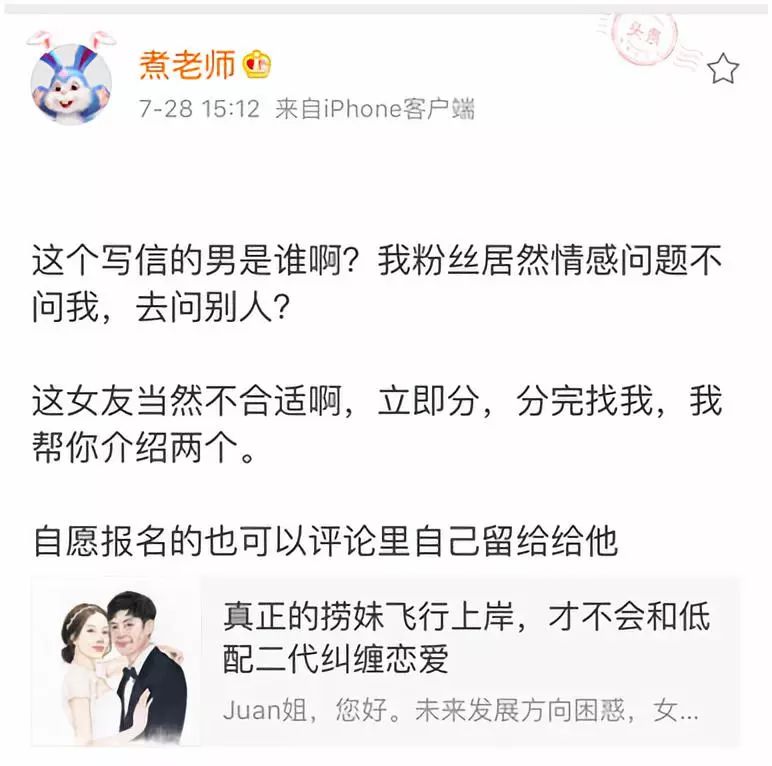 头条
煮老师
7-28 15:12 来自iPhone客户端
这个写信的男是谁啊？我粉丝居然情感问题不
问我，去问别人？
这女友当然不合适啊，立即分，分完找我，我
帮你介绍两个。
自愿报名的也可以评论里自己留给给他
真正的捞妹飞行上岸，才不会和低
配二代纠缠恋爱
Juan姐，您好。未来发展方向困惑，女...